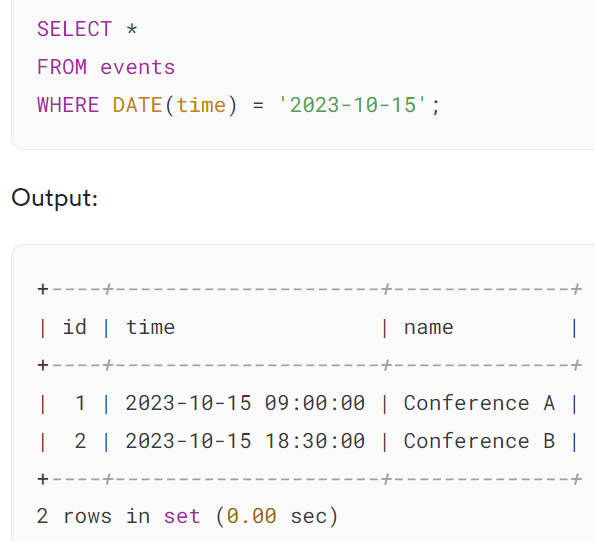 SELECT *
FROM events
WHERE DATE(time) = '2023-10-15';
Output:
+----+---------------------+--------------+
| id | time                | name         |
+----+---------------------+--------------+
|  1 | 2023-10-15 09:00:00 | Conference A |
|  2 | 2023-10-15 18:30:00 | Conference B |
+----+---------------------+--------------+
2 rows in set (0.00 sec)